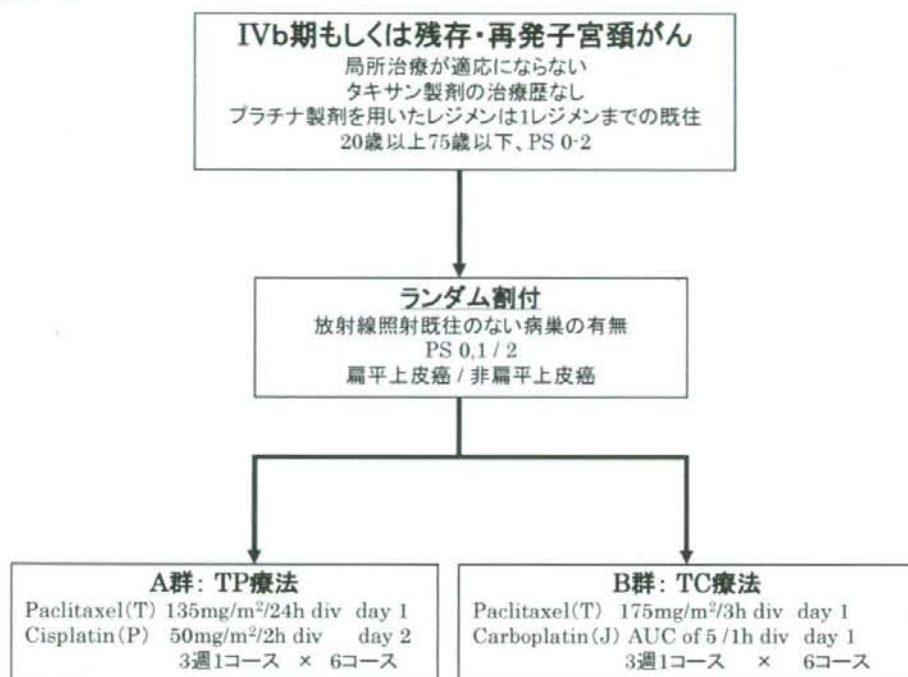 IVb期もしくは残存・再発子宮頚がん
局所治療が適応にならない
タキサン製剤の治療歴なし
プラチナ製剤を用いたレジメンは1レジメンまでの既往
20歳以上75歳以下、PS 0-2
ランダム割付
放射線照射既往のない病巣の有無
PS 0,1 / 2
扁平上皮癌 / 非扁平上皮癌
A群: TP療法
Paclitaxel(T) 135mg/m²/24h div day 1
Cisplatin(P) 50mg/m²/2h div day 2
3週1コース × 6コース
B群: TC療法
Paclitaxel(T) 175mg/m²/3h div day 1
Carboplatin(J) AUC of 5 /1h div day 1
3週1コース × 6コース